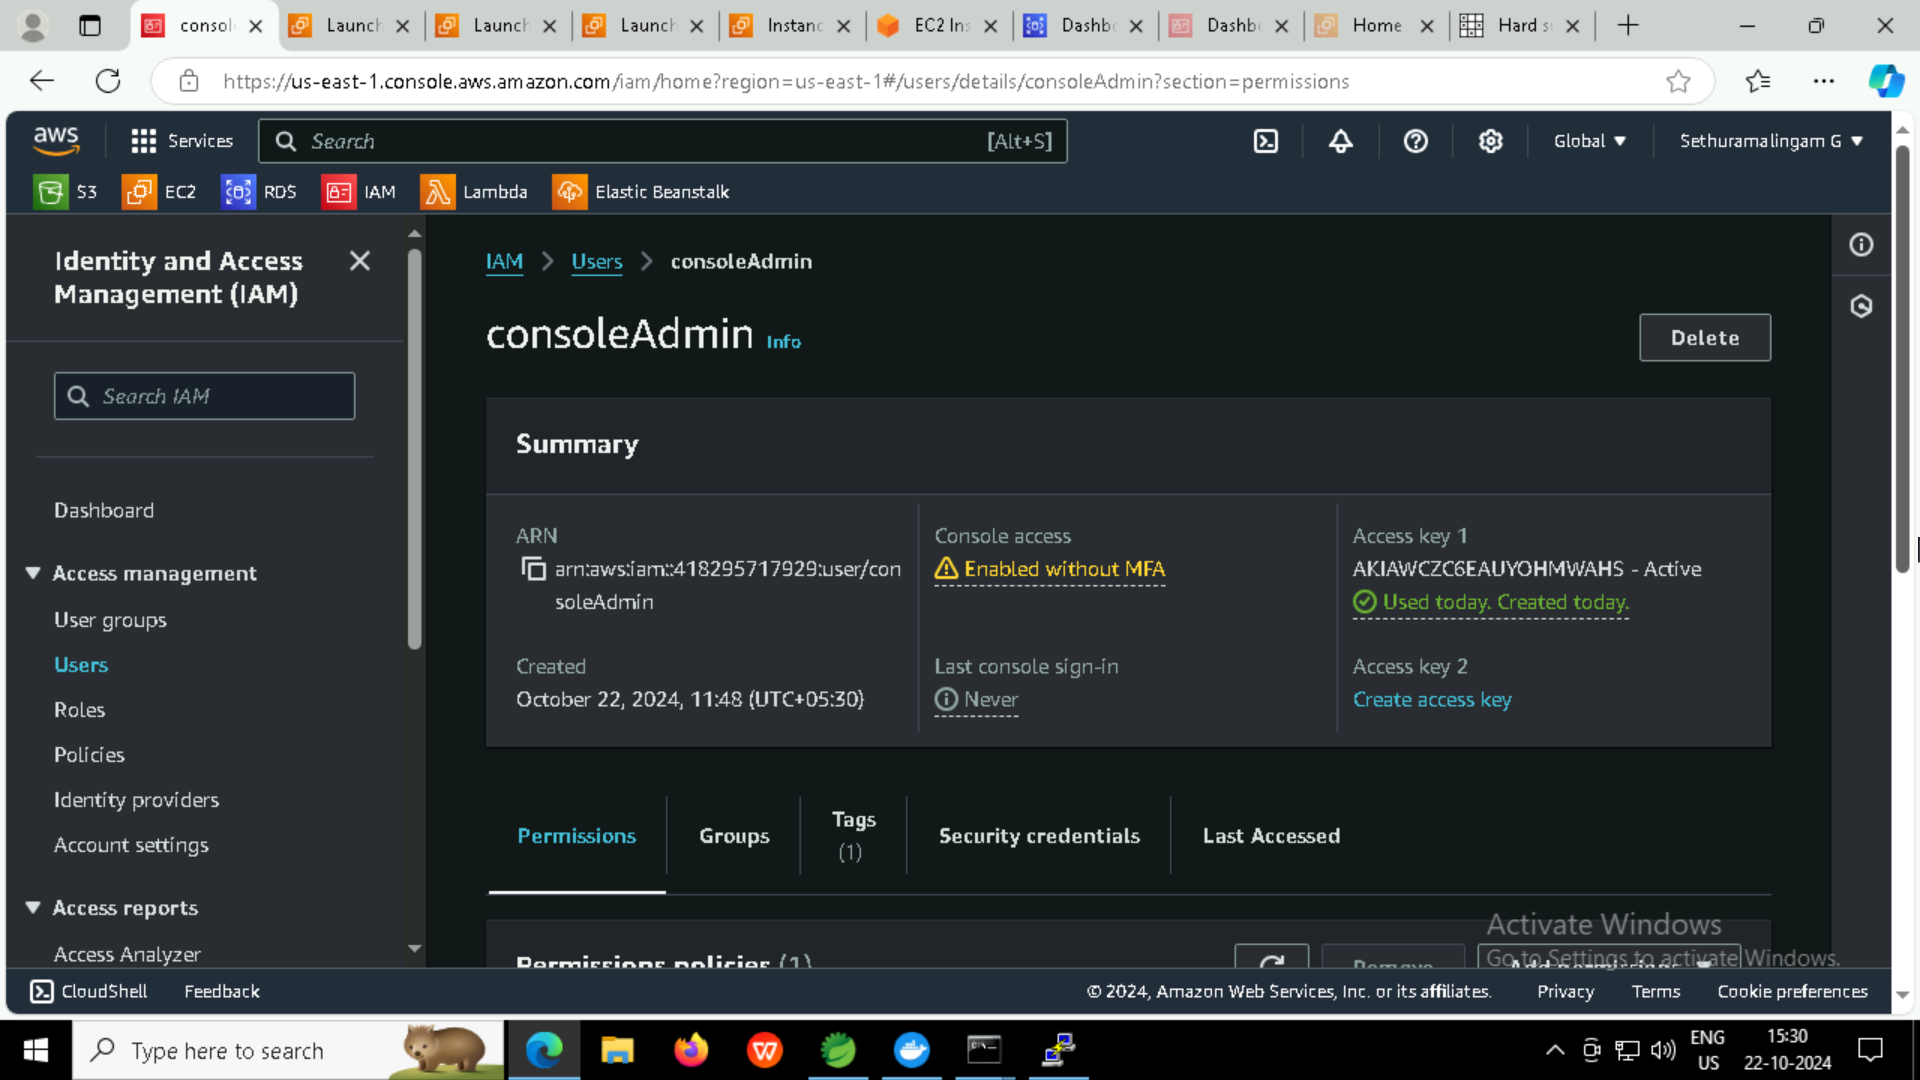 consol
Launch
Launch
Launch
Instanc
EC2 Ins
Dashb
Dashb
Home
Hard s
https://us-east-1.console.aws.amazon.com/iam/home?region=us-east-1#/users/details/consoleAdmin?section=permissions
aws
Services
Search
[Alt+S]
Global
Sethuramalingam G
S3
EC2
RDS
IAM
Lambda
Elastic Beanstalk
Identity and Access
Management (IAM)
Search IAM
Dashboard
Access management
User groups
Users
Roles
Policies
Identity providers
Account settings
Access reports
Access Analyzer
IAM > Users > consoleAdmin
consoleAdmin Info
Delete
Summary
ARN
arn:aws:iam::418295717929:user/con
soleAdmin
Console access
Enabled without MFA
Access key 1
AKIAWCZC6EAUYOHMWAHS - Active
Used today. Created today.
Created
October 22, 2024, 11:48 (UTC+05:30)
Last console sign-in
Never
Access key 2
Create access key
Permissions
Groups
Tags
(1)
Security credentials
Last Accessed
Permissions policies (1)
Remove
Add permissions
Activate Windows
Go to Settings to activate Windows.
CloudShell
Feedback
© 2024, Amazon Web Services, Inc. or its affiliates.
Privacy
Terms
Cookie preferences
Type here to search
ENG
US
15:30
22-10-2024